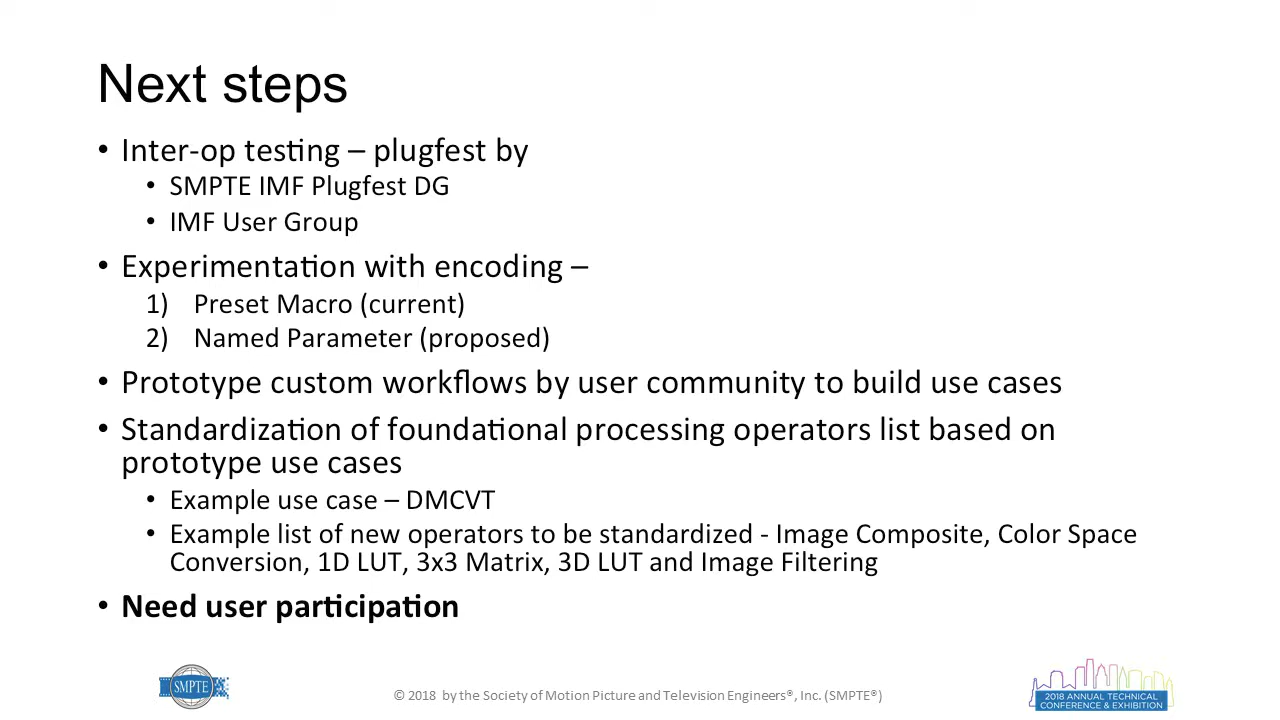 Next steps
• Inter-op testing – plugfest by
• SMPTE IMF Plugfest DG
• IMF User Group
• Experimentation with encoding –
1) Preset Macro (current)
2) Named Parameter (proposed)
• Prototype custom workflows by user community to build use cases
• Standardization of foundational processing operators list based on
prototype use cases
• Example use case – DMCVT
• Example list of new operators to be standardized - Image Composite, Color Space
Conversion, 1D LUT, 3x3 Matrix, 3D LUT and Image Filtering
• Need user participation
SMPTE
© 2018 by the Society of Motion Picture and Television Engineers®, Inc. (SMPTE®)
2018 ANNUAL TECHNICAL
CONFERENCE & EXHIBITION